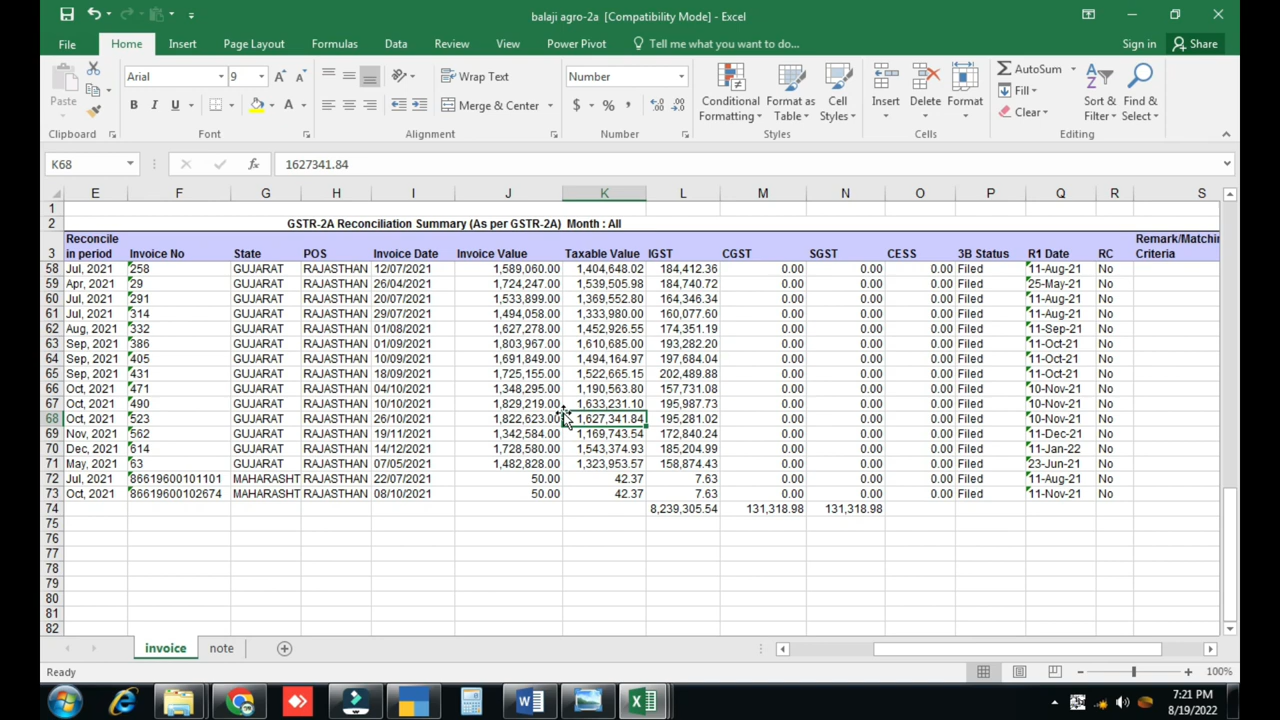 balaji agro-2a [Compatibility Mode] - Excel
File Home Insert Page Layout Formulas Data Review View Power Pivot Tell me what you want to do... Sign in Share
Arial 9 Wrap Text Number AutoSum
Fill
Paste B I U Merge & Center $ % , Conditional Formatting Format as Table Cell Styles Insert Delete Format Clear Sort & Filter Find & Select
Clipboard Font Alignment Number Styles Cells Editing
K68 fx 1627341.84
E F G H I J K L M N O P Q R S
1
2 GSTR-2A Reconciliation Summary (As per GSTR-2A) Month : All
3 Reconcile in period Invoice No State POS Invoice Date Invoice Value Taxable Value IGST CGST SGST CESS 3B Status R1 Date RC Remark/Matchin Criteria
58 Jul, 2021 258 GUJARAT RAJASTHAN 12/07/2021 1,589,060.00 1,404,648.02 184,412.36 0.00 0.00 0.00 Filed 11-Aug-21 No
59 Apr, 2021 29 GUJARAT RAJASTHAN 26/04/2021 1,724,247.00 1,539,505.98 184,740.72 0.00 0.00 0.00 Filed 25-May-21 No
60 Jul, 2021 291 GUJARAT RAJASTHAN 20/07/2021 1,533,899.00 1,369,552.80 164,346.34 0.00 0.00 0.00 Filed 11-Aug-21 No
61 Jul, 2021 314 GUJARAT RAJASTHAN 29/07/2021 1,494,058.00 1,333,980.00 160,077.60 0.00 0.00 0.00 Filed 11-Aug-21 No
62 Aug, 2021 332 GUJARAT RAJASTHAN 01/08/2021 1,627,278.00 1,452,926.55 174,351.19 0.00 0.00 0.00 Filed 11-Sep-21 No
63 Sep, 2021 386 GUJARAT RAJASTHAN 01/09/2021 1,803,967.00 1,610,685.00 193,282.20 0.00 0.00 0.00 Filed 11-Oct-21 No
64 Sep, 2021 405 GUJARAT RAJASTHAN 10/09/2021 1,691,849.00 1,494,164.97 197,684.04 0.00 0.00 0.00 Filed 11-Oct-21 No
65 Sep, 2021 431 GUJARAT RAJASTHAN 18/09/2021 1,725,155.00 1,522,665.15 202,489.88 0.00 0.00 0.00 Filed 11-Oct-21 No
66 Oct, 2021 471 GUJARAT RAJASTHAN 04/10/2021 1,348,295.00 1,190,563.80 157,731.08 0.00 0.00 0.00 Filed 10-Nov-21 No
67 Oct, 2021 490 GUJARAT RAJASTHAN 10/10/2021 1,829,219.00 1,633,231.10 195,987.73 0.00 0.00 0.00 Filed 10-Nov-21 No
68 Oct, 2021 523 GUJARAT RAJASTHAN 26/10/2021 1,822,623.00 1,627,341.84 195,281.02 0.00 0.00 0.00 Filed 10-Nov-21 No
69 Nov, 2021 562 GUJARAT RAJASTHAN 19/11/2021 1,342,584.00 1,169,743.54 172,840.24 0.00 0.00 0.00 Filed 11-Dec-21 No
70 Dec, 2021 614 GUJARAT RAJASTHAN 14/12/2021 1,728,580.00 1,543,374.93 185,204.99 0.00 0.00 0.00 Filed 11-Jan-22 No
71 May, 2021 63 GUJARAT RAJASTHAN 07/05/2021 1,482,828.00 1,323,953.57 158,874.43 0.00 0.00 0.00 Filed 23-Jun-21 No
72 Jul, 2021 86619600101101 MAHARASHT RAJASTHAN 22/07/2021 50.00 42.37 7.63 0.00 0.00 0.00 Filed 11-Aug-21 No
73 Oct, 2021 86619600102674 MAHARASHT RAJASTHAN 08/10/2021 50.00 42.37 7.63 0.00 0.00 0.00 Filed 11-Nov-21 No
74 8,239,305.54 131,318.98 131,318.98
75
76
77
78
79
80
81
82
invoice note
Ready 100%
7:21 PM
8/19/2022